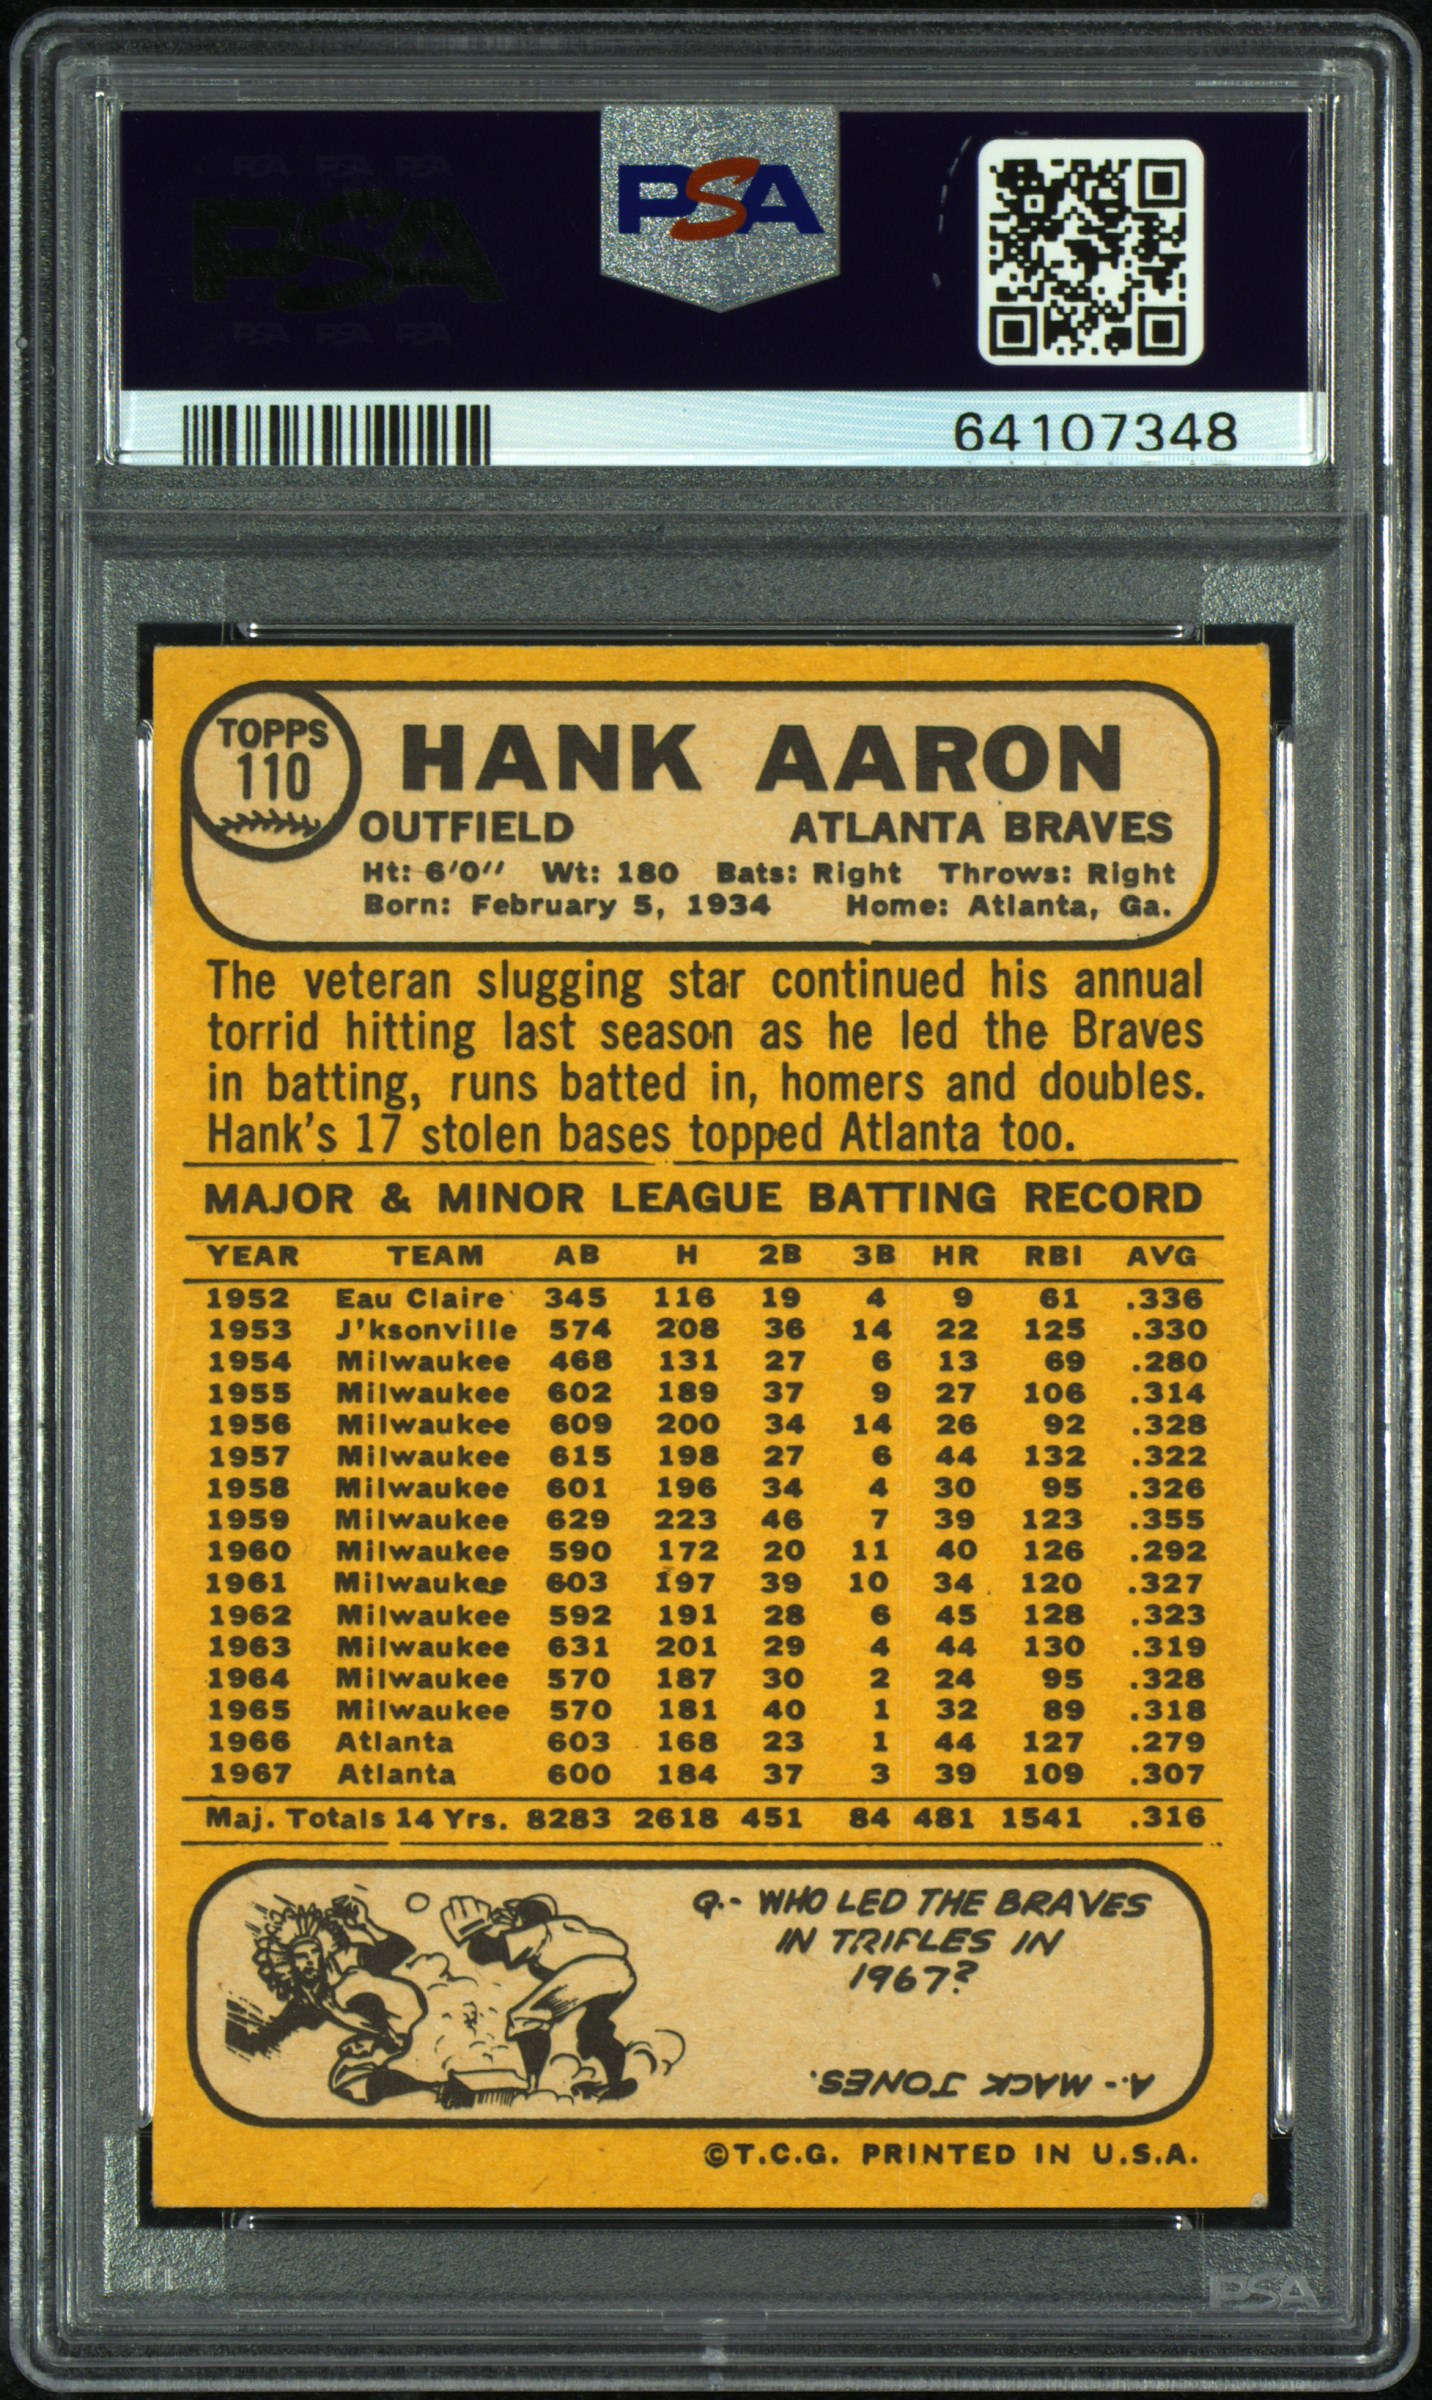 PSA PSA PSA
PSA
PSA PSA PSA
PSA
64107348
TOPPS
110
HANK AARON
OUTFIELD ATLANTA BRAVES
Ht: 6'0" Wt: 180 Bats: Right Throws: Right
Born: February 5, 1934 Home: Atlanta, Ga.
The veteran slugging star continued his annual
torrid hitting last season as he led the Braves
in batting, runs batted in, homers and doubles.
Hank's 17 stolen bases topped Atlanta too.
MAJOR & MINOR LEAGUE BATTING RECORD
YEAR TEAM AB H 2B 3B HR RBI AVG
1952 Eau Claire 345 116 19 4 9 61 .336
1953 J'ksonville 574 208 36 14 22 125 .330
1954 Milwaukee 468 131 27 6 13 69 .280
1955 Milwaukee 602 189 37 9 27 106 .314
1956 Milwaukee 609 200 34 14 26 92 .328
1957 Milwaukee 615 198 27 6 44 132 .322
1958 Milwaukee 601 196 34 4 30 95 .326
1959 Milwaukee 629 223 46 7 39 123 .355
1960 Milwaukee 590 172 20 11 40 126 .292
1961 Milwaukee 603 197 39 10 34 120 .327
1962 Milwaukee 592 191 28 6 45 128 .323
1963 Milwaukee 631 201 29 4 44 130 .319
1964 Milwaukee 570 187 30 2 24 95 .328
1965 Milwaukee 570 181 40 1 32 89 .318
1966 Atlanta 603 168 23 1 44 127 .279
1967 Atlanta 600 184 37 3 39 109 .307
Maj. Totals 14 Yrs. 8283 2618 451 84 481 1541 .316
Q.- WHO LED THE BRAVES
IN TRIPLES IN
1967?
A.- MACK JONES.
©T.C.G. PRINTED IN U.S.A.
PSA